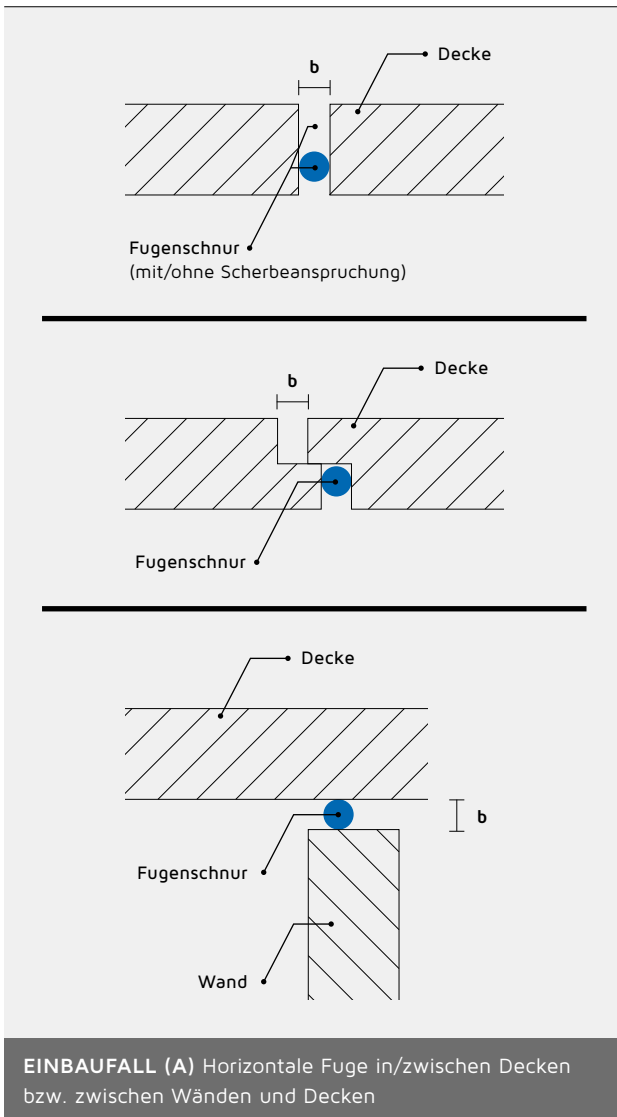 Decke
b
Fugenschnur
(mit/ohne Scherbeanspruchung)
b
Decke
Fugenschnur
Decke
b
Fugenschnur
Wand
EINBAUFALL (A) Horizontale Fuge in/zwischen Decken
bzw. zwischen Wänden und Decken